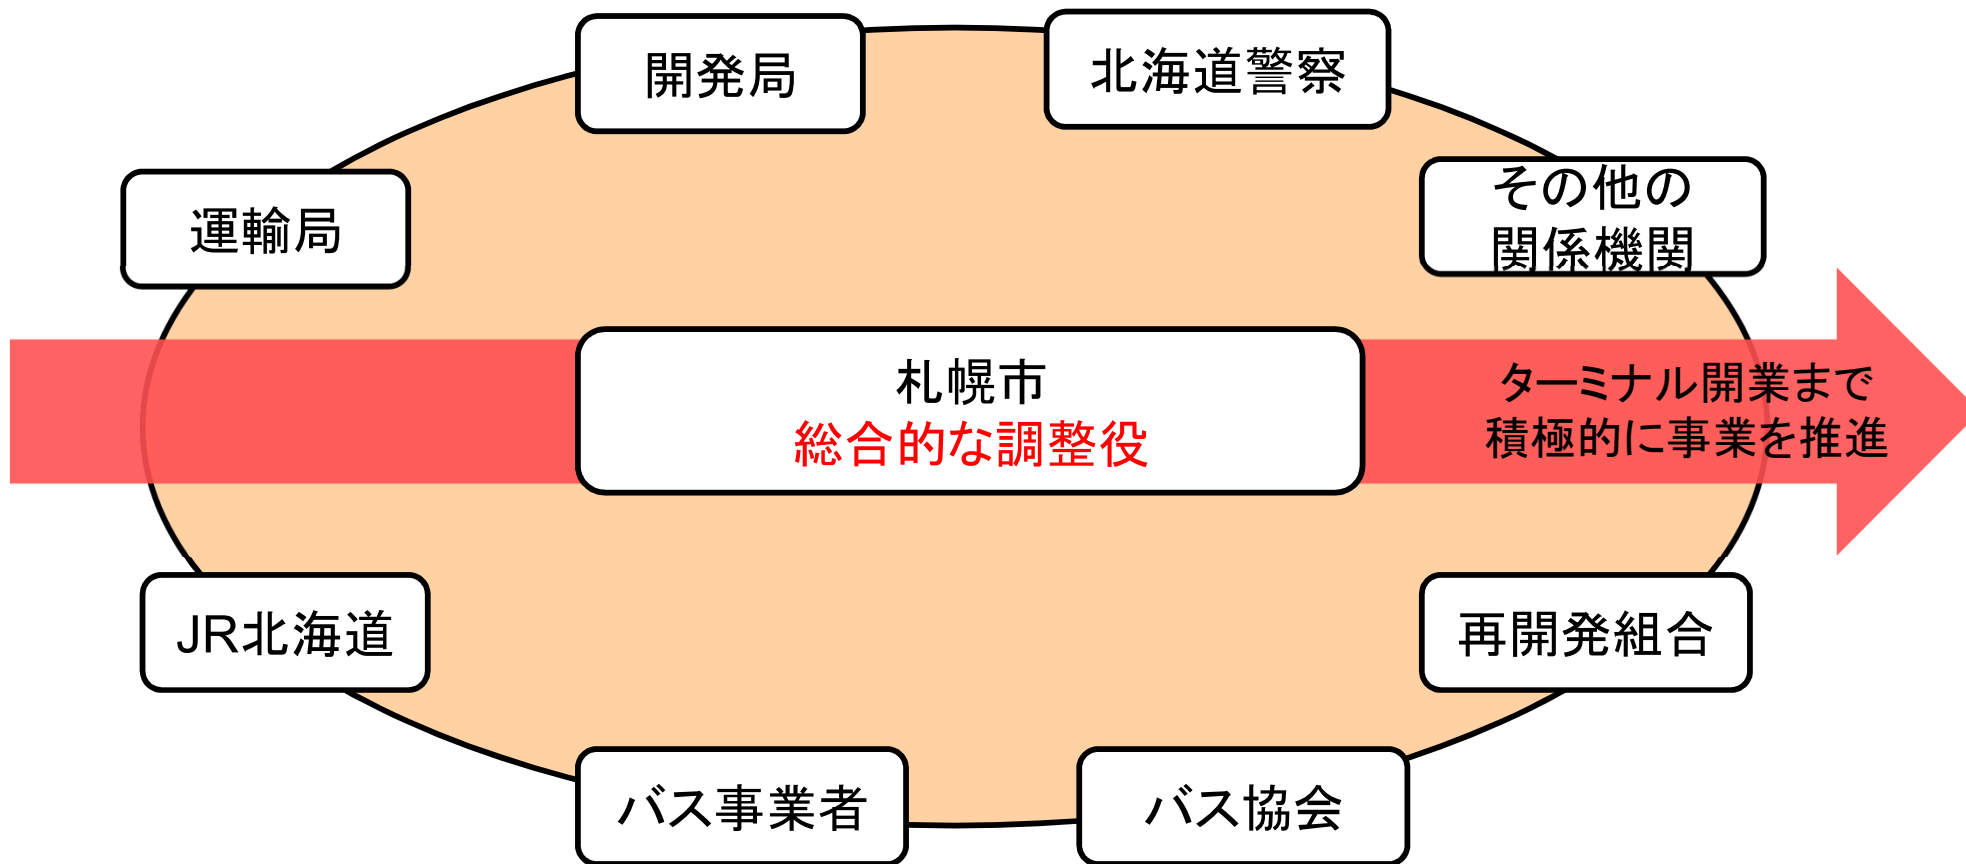 開発局
北海道警察
運輸局
その他の
関係機関
札幌市
総合的な調整役
ターミナル開業まで
積極的に事業を推進
JR北海道
再開発組合
バス事業者
バス協会